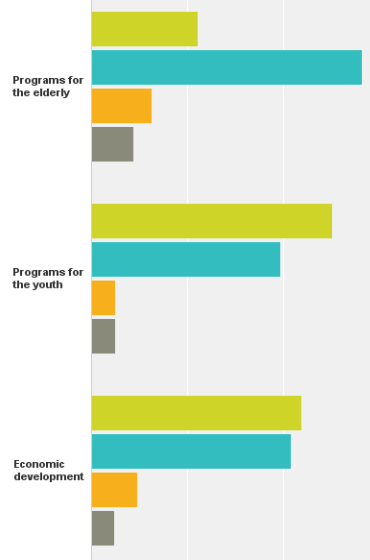 Programs for
the elderly
Programs for
the youth
Economic
development